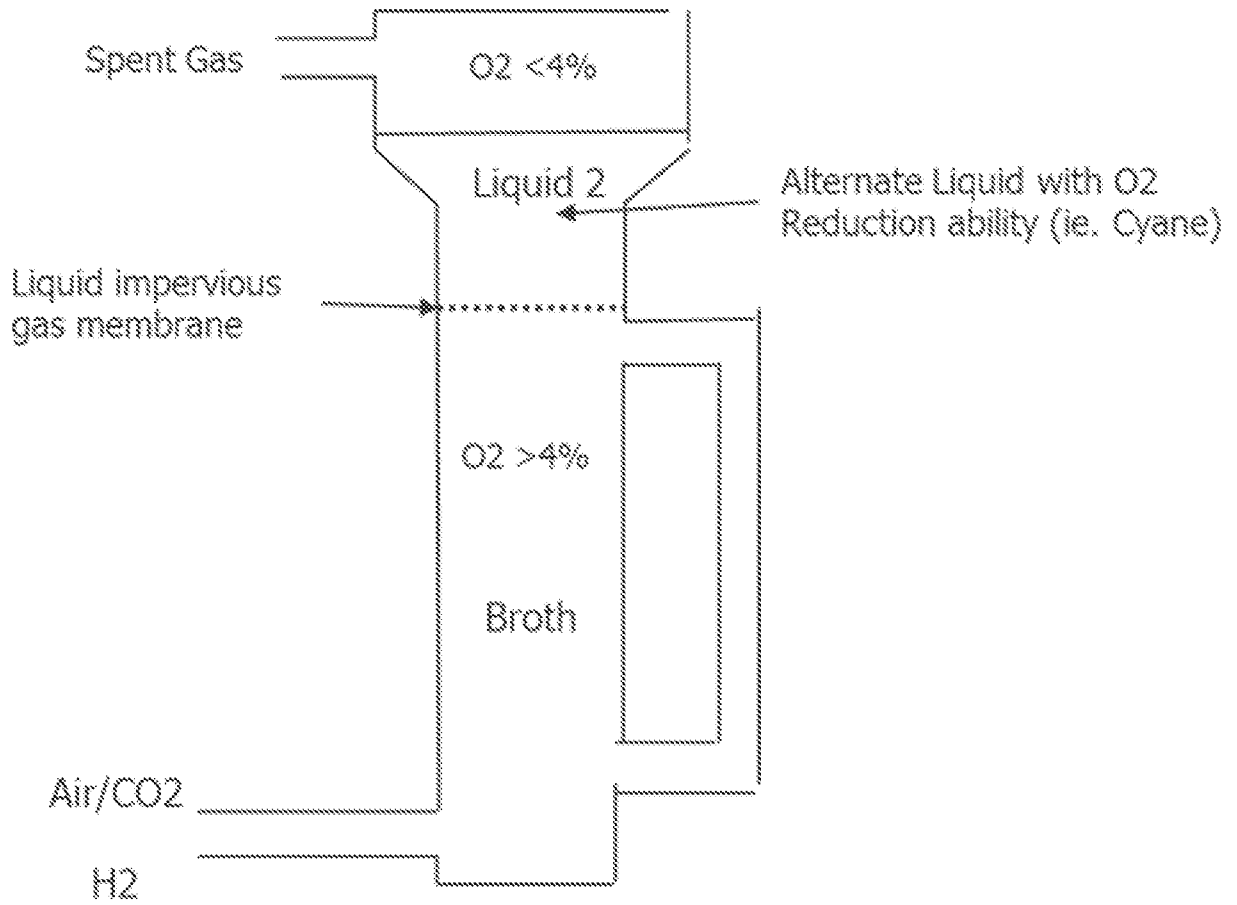 Spent Gas
O2 <4%
Liquid 2
Alternate Liquid with O2
Reduction ability (ie. Cyane)
Liquid impervious
gas membrane
O2 >4%
Broth
Air/CO2
H2